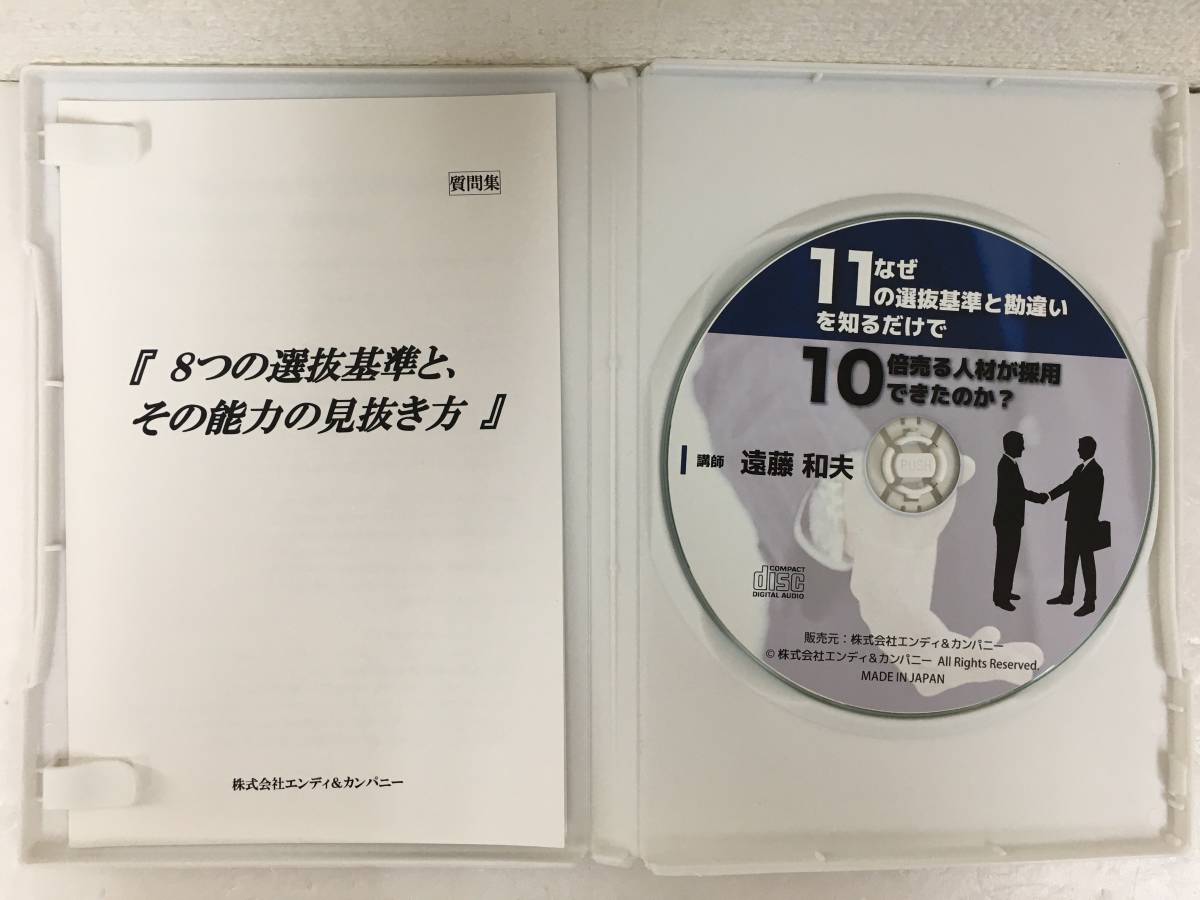 質問集
『 8つの選抜基準と、
その能力の見抜き方 』
株式会社エンディ&カンパニー
なぜ
11の選抜基準と勘違い
を知るだけで
10倍売る人材が採用
できたのか?
講師 遠藤 和夫
PUSH
COMPACT
disc
DIGITAL AUDIO
販売元:株式会社エンディ&カンパニー
© 株式会社エンディ&カンパニー All Rights Reserved.
MADE IN JAPAN